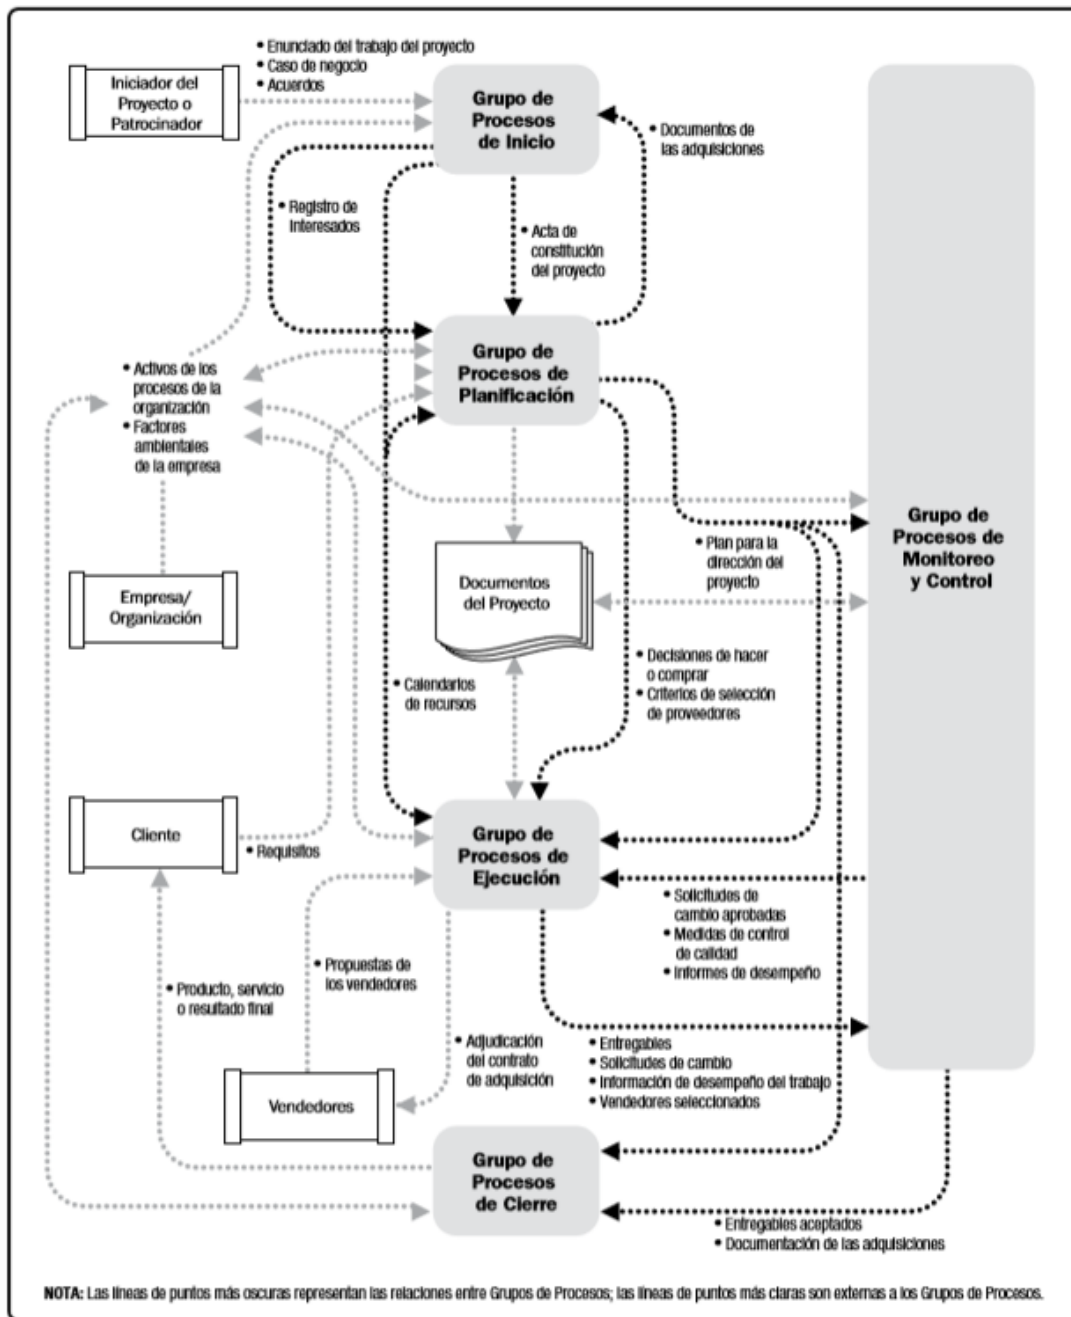 • Enunciado del trabajo del proyecto
• Caso de negocio
• Acuerdos
Iniciador del
Proyecto o
Patrocinador
Grupo de
Procesos
de Inicio
• Documentos de
las adquisiciones
• Registro de
Interesados
• Acta de
constitución
del proyecto
Grupo de
Procesos de
Planificación
• Activos de los
procesos de la
organización
• Factores
ambientales
de la empresa
Grupo de
Procesos de
Monitoreo
y Control
• Plan para la
dirección del
proyecto
Empresa/
Organización
Documentos
del Proyecto
• Decisiones de hacer
o comprar
• Criterios de selección
de proveedores
• Calendarios
de recursos
Cliente
• Requisitos
Grupo de
Procesos de
Ejecución
• Solicitudes de
cambio aprobadas
• Medidas de control
de calidad
• Informes de desempeño
• Propuestas de
los vendedores
• Producto, servicio
o resultado final
• Adjudicación
del contrato
de adquisición
• Entregables
• Solicitudes de cambio
• Información de desempeño del trabajo
• Vendedores seleccionados
Vendedores
Grupo de
Procesos
de Cierre
• Entregables aceptados
• Documentación de las adquisiciones
NOTA: Las líneas de puntos más oscuras representan las relaciones entre Grupos de Procesos; las líneas de puntos más claras son externas a los Grupos de Procesos.